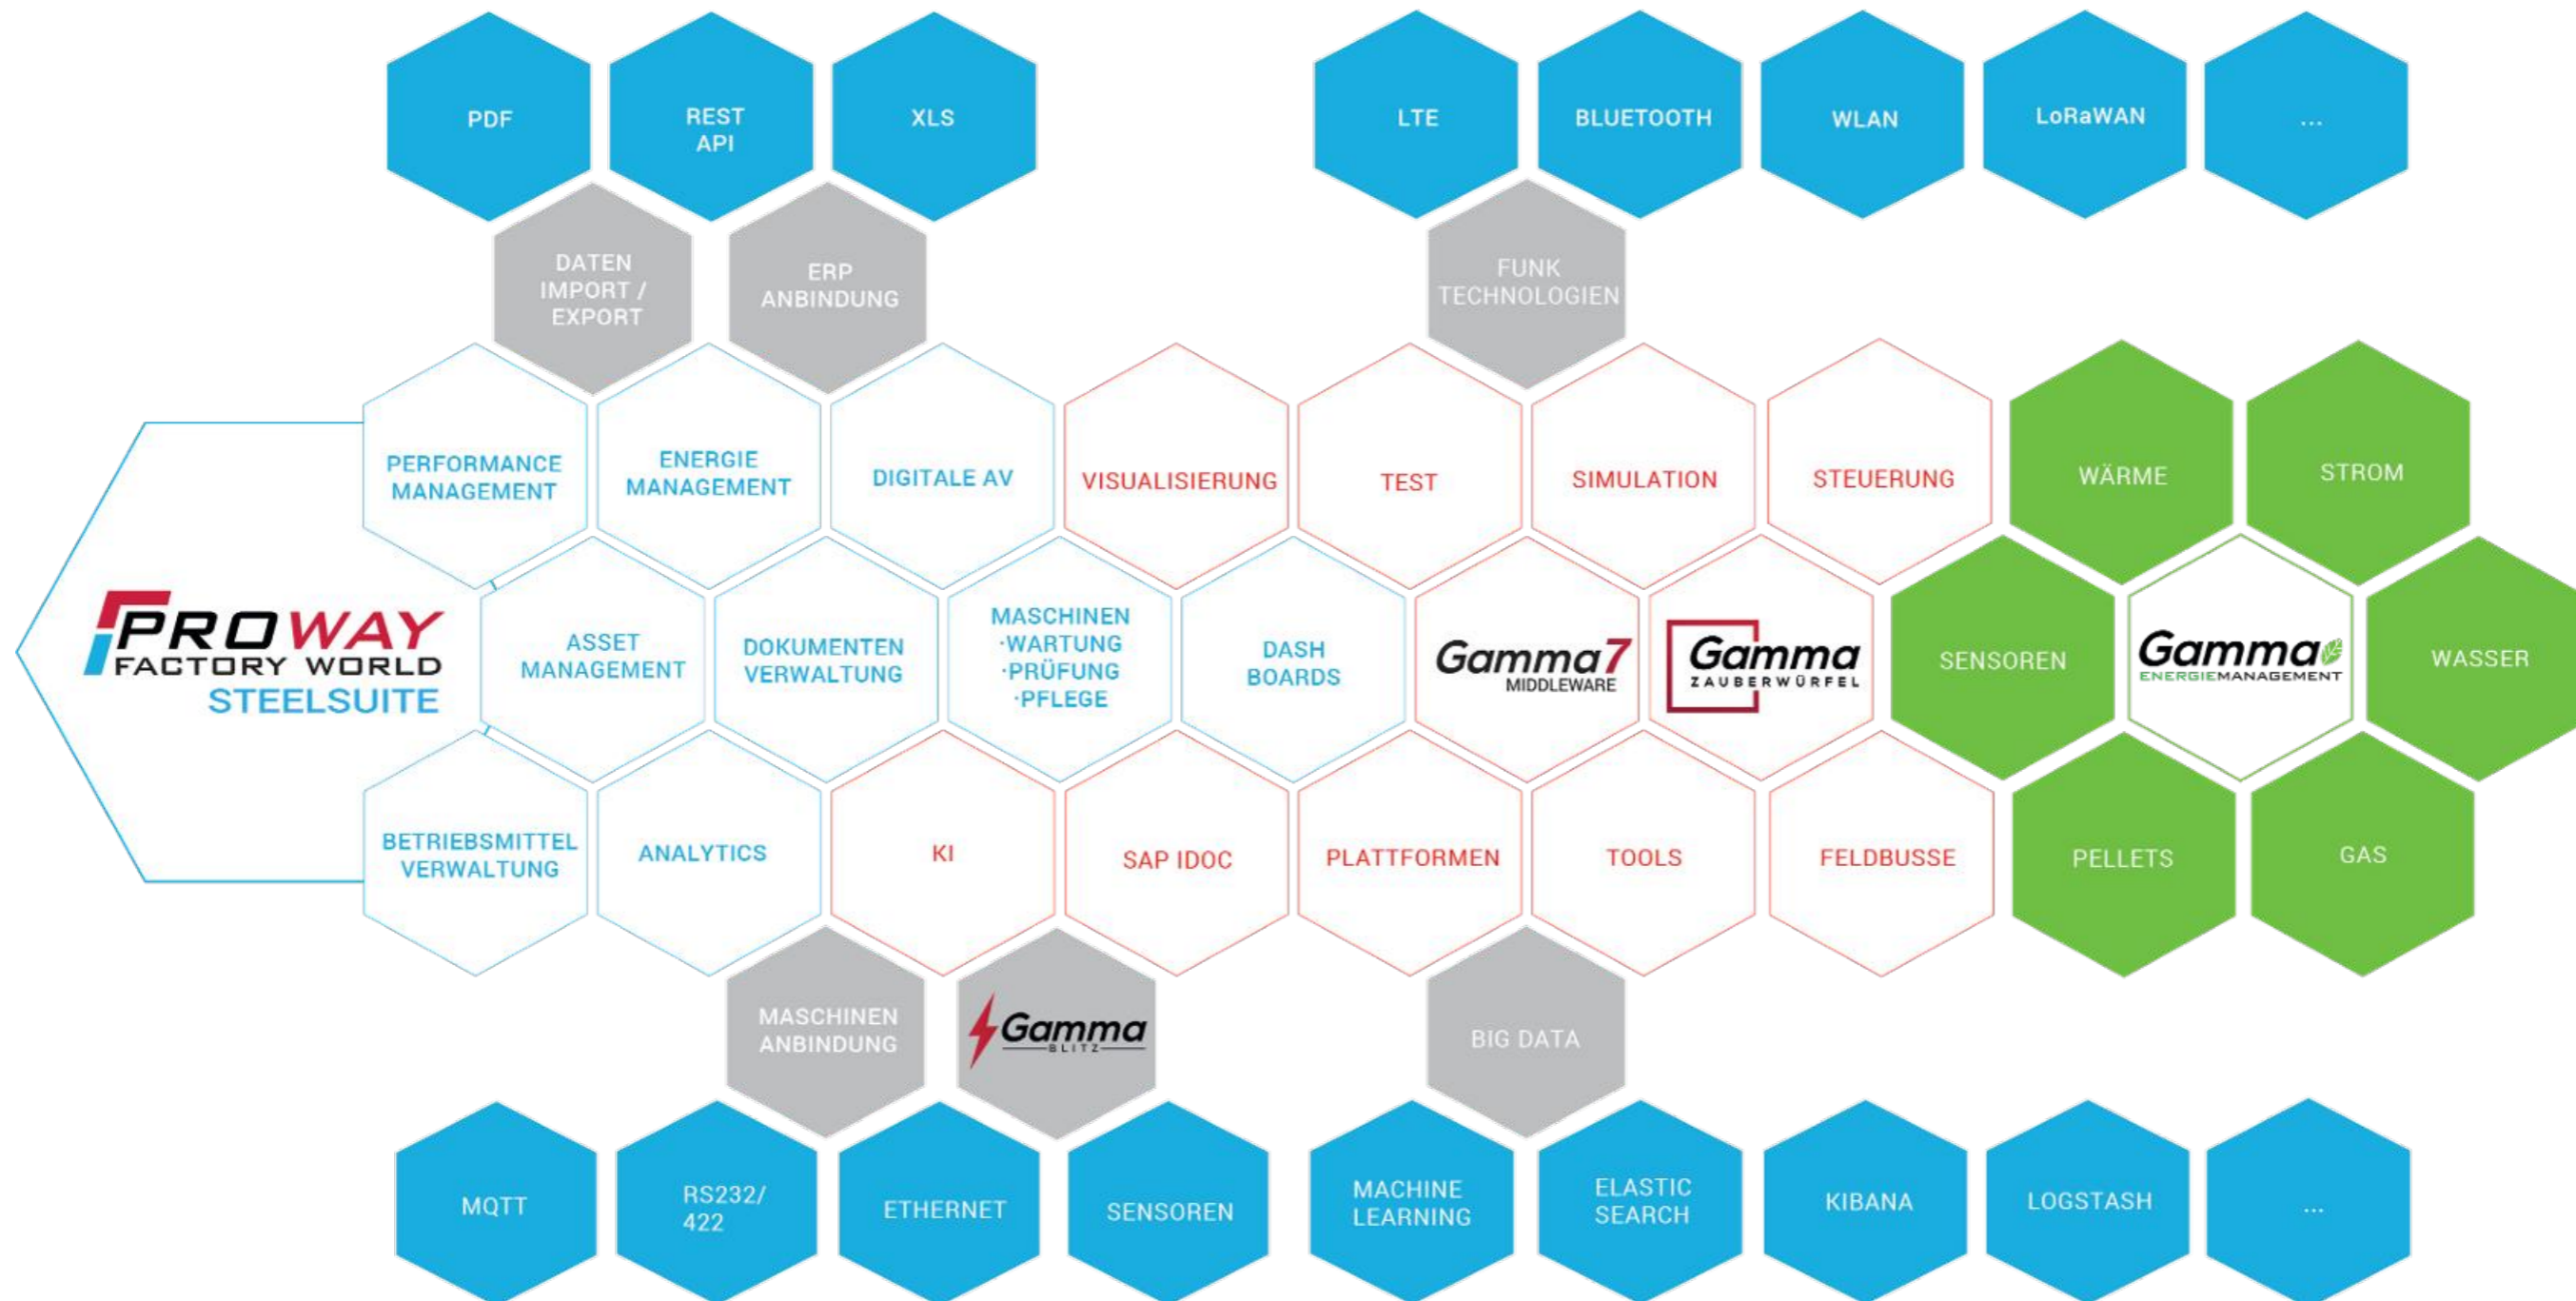 PDF
REST
API
XLS
LTE
BLUETOOTH
WLAN
LoRaWAN
...
DATEN
IMPORT /
EXPORT
ERP
ANBINDUNG
FUNK
TECHNOLOGIEN
PERFORMANCE
MANAGEMENT
ENERGIE
MANAGEMENT
DIGITALE AV
VISUALISIERUNG
TEST
SIMULATION
STEUERUNG
WÄRME
STROM
PROWAY
FACTORY WORLD
STEELSUITE
ASSET
MANAGEMENT
DOKUMENTEN
VERWALTUNG
MASCHINEN
·WARTUNG
·PRÜFUNG
·PFLEGE
DASH
BOARDS
Gamma7
MIDDLEWARE
Gamma
ZAUBERWÜRFEL
SENSOREN
Gamma
ENERGIEMANAGEMENT
WASSER
BETRIEBSMITTEL
VERWALTUNG
ANALYTICS
KI
SAP IDOC
PLATTFORMEN
TOOLS
FELDBUSSE
PELLETS
GAS
MASCHINEN
ANBINDUNG
Gamma
BLITZ
BIG DATA
MQTT
RS232/
422
ETHERNET
SENSOREN
MACHINE
LEARNING
ELASTIC
SEARCH
KIBANA
LOGSTASH
...